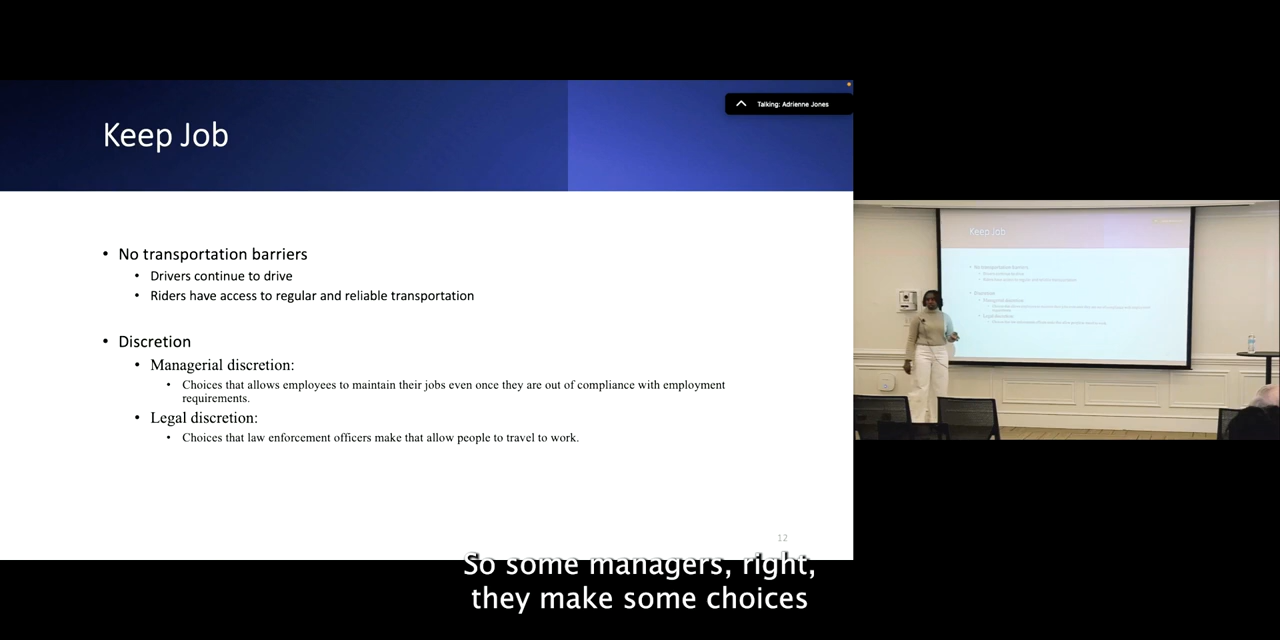 Talking: Adrienne Jones
Keep Job
• No transportation barriers
• Drivers continue to drive
• Riders have access to regular and reliable transportation
• Discretion
• Managerial discretion:
• Choices that allows employees to maintain their jobs even once they are out of compliance with employment
requirements.
• Legal discretion:
• Choices that law enforcement officers make that allow people to travel to work.
12
So some managers, right,
they make some choices
Keep Job